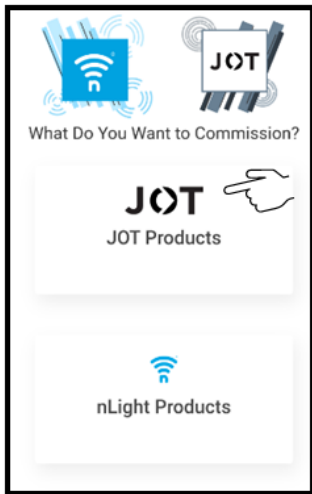 JOT
What Do You Want to Commission?
JOT
JOT Products
n
nLight Products